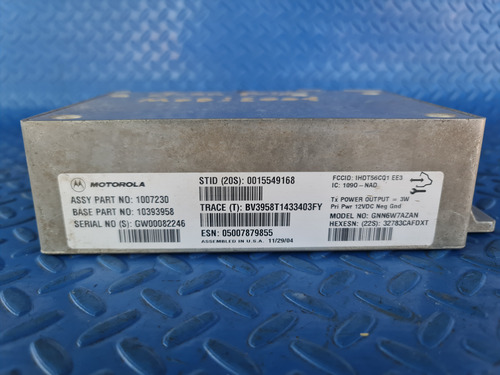 MOTOROLA
ASSY PART NO: 1007230
BASE PART NO: 10393958
SERIAL NO (S): GW00082246
STID (20S): 0015549168
TRACE (T): BV3958T1433403FY
ESN: 05007879855
ASSEMBLED IN U.S.A. 11/29/04
FCCID: IHDT56CQ1 EE3
IC: 109O-NAD
Tx POWER OUTPUT = 3W
Pri Pwr 12VDC Neg Gnd
MODEL NO: GNN6W7AZAN
HEXESN: (22S): 32783CAFDXT